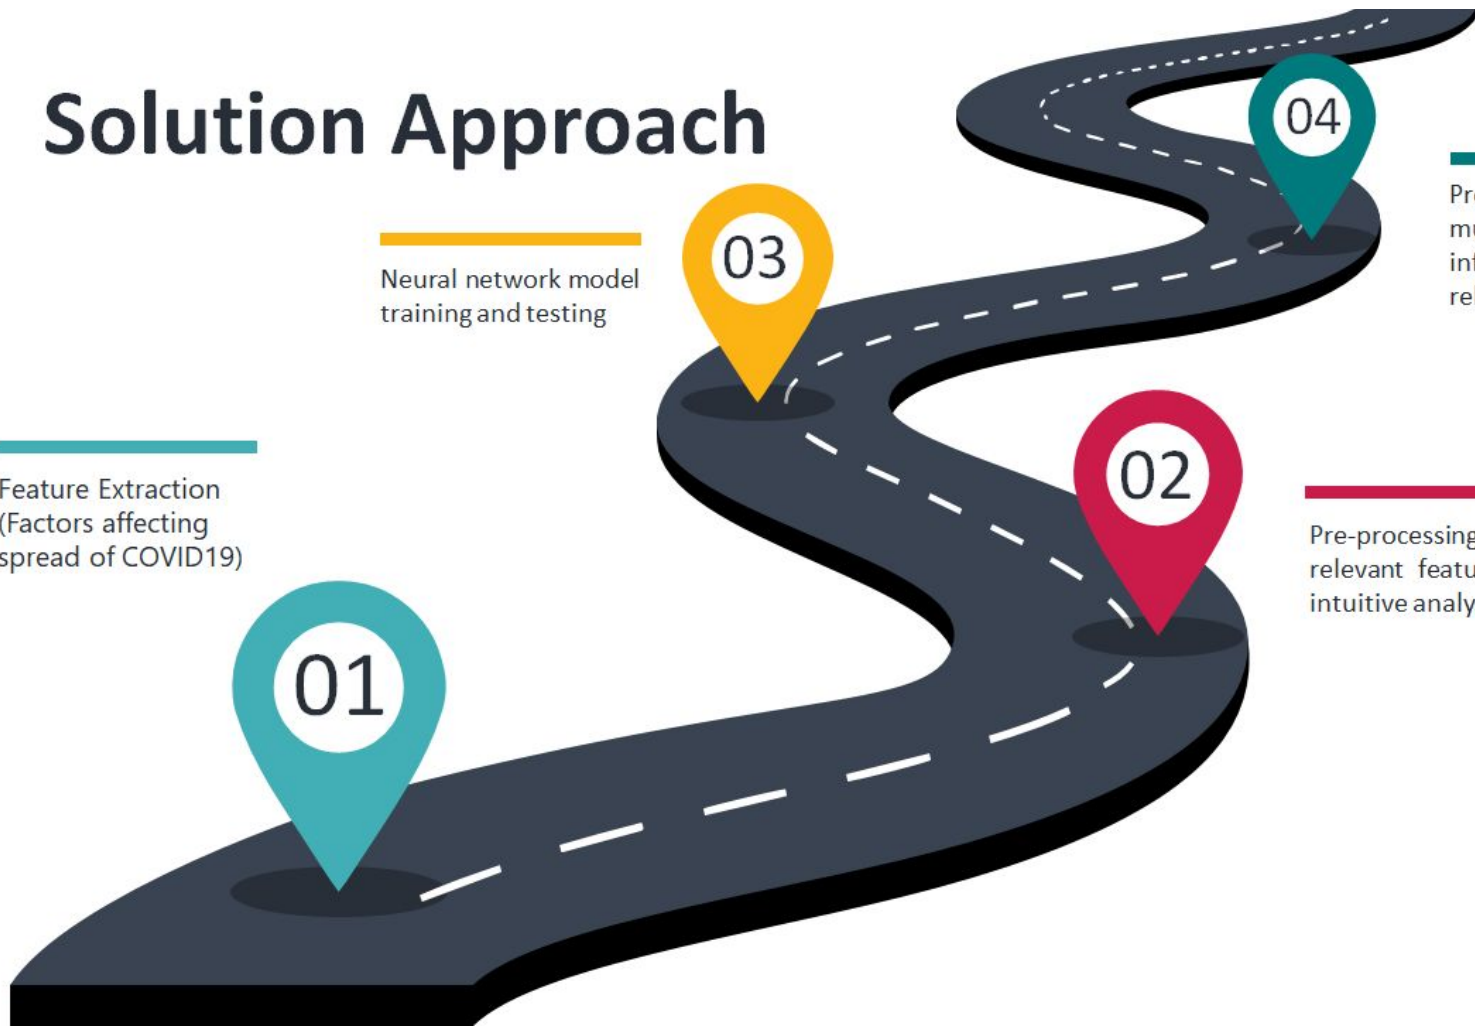 Solution Approach
04
03
Neural network model
training and testing
02
Feature Extraction
(Factors affecting
spread of COVID19)
Pre-processing
relevant
intuitive
01